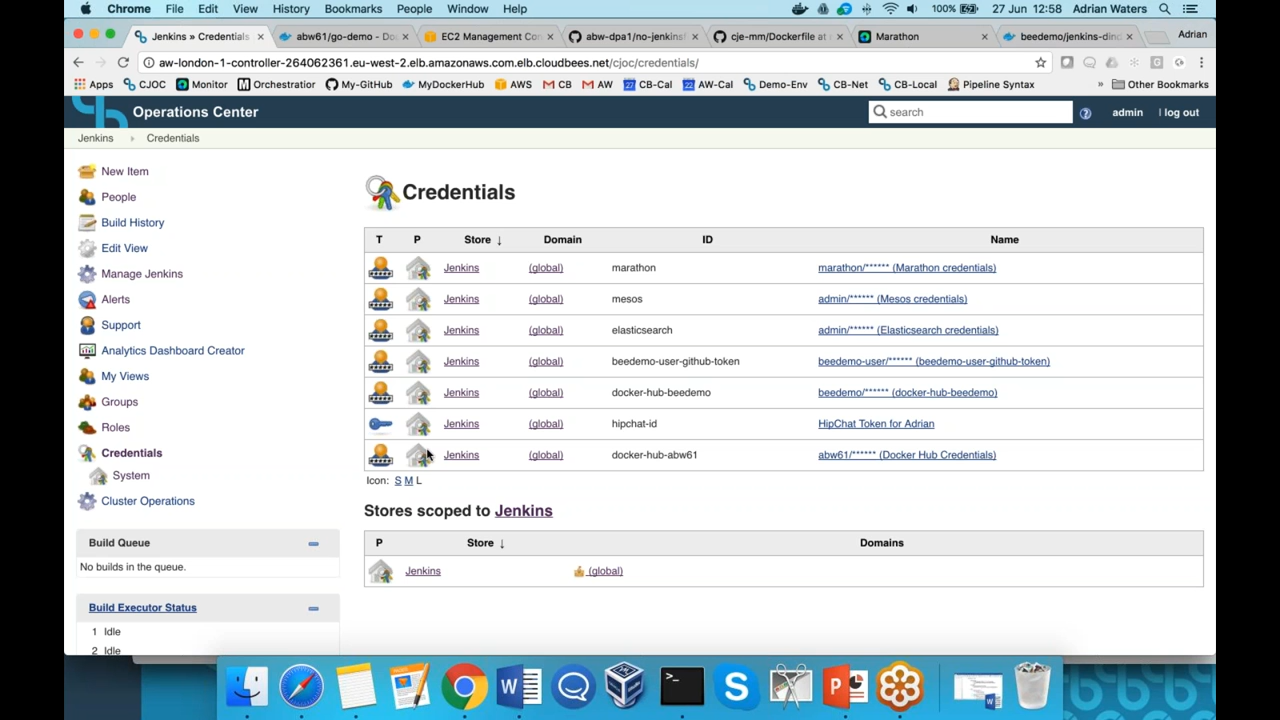 Chrome File Edit View History Bookmarks People Window Help 100% 27 Jun 12:58 Adrian Waters
Jenkins » Credentials abw61/go-demo - Do EC2 Management Con abw-dpa1/no-jenkinsf cje-mm/Dockerfile at Marathon beedemo/jenkins-dind Adrian
aw-london-1-controller-264062361.eu-west-2.elb.amazonaws.com.elb.cloudbees.net/cjoc/credentials/
Apps CJOC Monitor Orchestratior My-GitHub MyDockerHub AWS CB AW CB-Cal AW-Cal Demo-Env CB-Net CB-Local Pipeline Syntax » Other Bookmarks
Operations Center search admin log out
Jenkins Credentials
New Item
People
Build History
Edit View
Manage Jenkins
Alerts
Support
Analytics Dashboard Creator
My Views
Groups
Roles
Credentials
System
Cluster Operations
Build Queue
No builds in the queue.
Build Executor Status
1 Idle
2 Idle
Credentials
T P Store ↓ Domain ID Name
Jenkins (global) marathon marathon/****** (Marathon credentials)
Jenkins (global) mesos admin/****** (Mesos credentials)
Jenkins (global) elasticsearch admin/****** (Elasticsearch credentials)
Jenkins (global) beedemo-user-github-token beedemo-user/****** (beedemo-user-github-token)
Jenkins (global) docker-hub-beedemo beedemo/****** (docker-hub-beedemo)
Jenkins (global) hipchat-id HipChat Token for Adrian
Jenkins (global) docker-hub-abw61 abw61/****** (Docker Hub Credentials)
Icon: S M L
Stores scoped to Jenkins
P Store ↓ Domains
Jenkins (global)